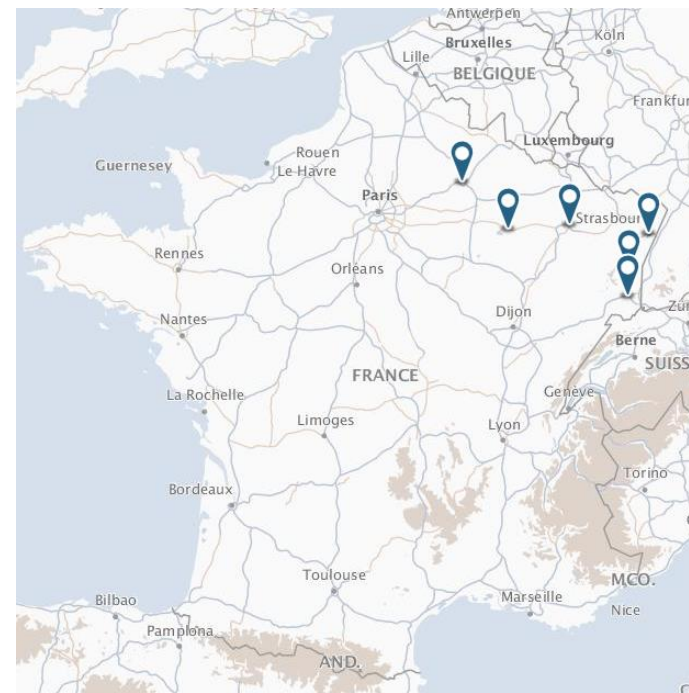 Antwerpen
Bruxelles
Köln
Lille
BELGIQUE
Frankfur
Luxembourg
Rouen
Guernesey
Le Havre
Paris
Strasbour
Rennes
Orléans
Nantes
Dijon
Zür
Berne
SUISS
FRANCE
La Rochelle
Genève
Limoges
Lyon
Torino
Bordeaux
Toulouse
MCO.
Marseille
Bilbao
Nice
Pamplona
AND.